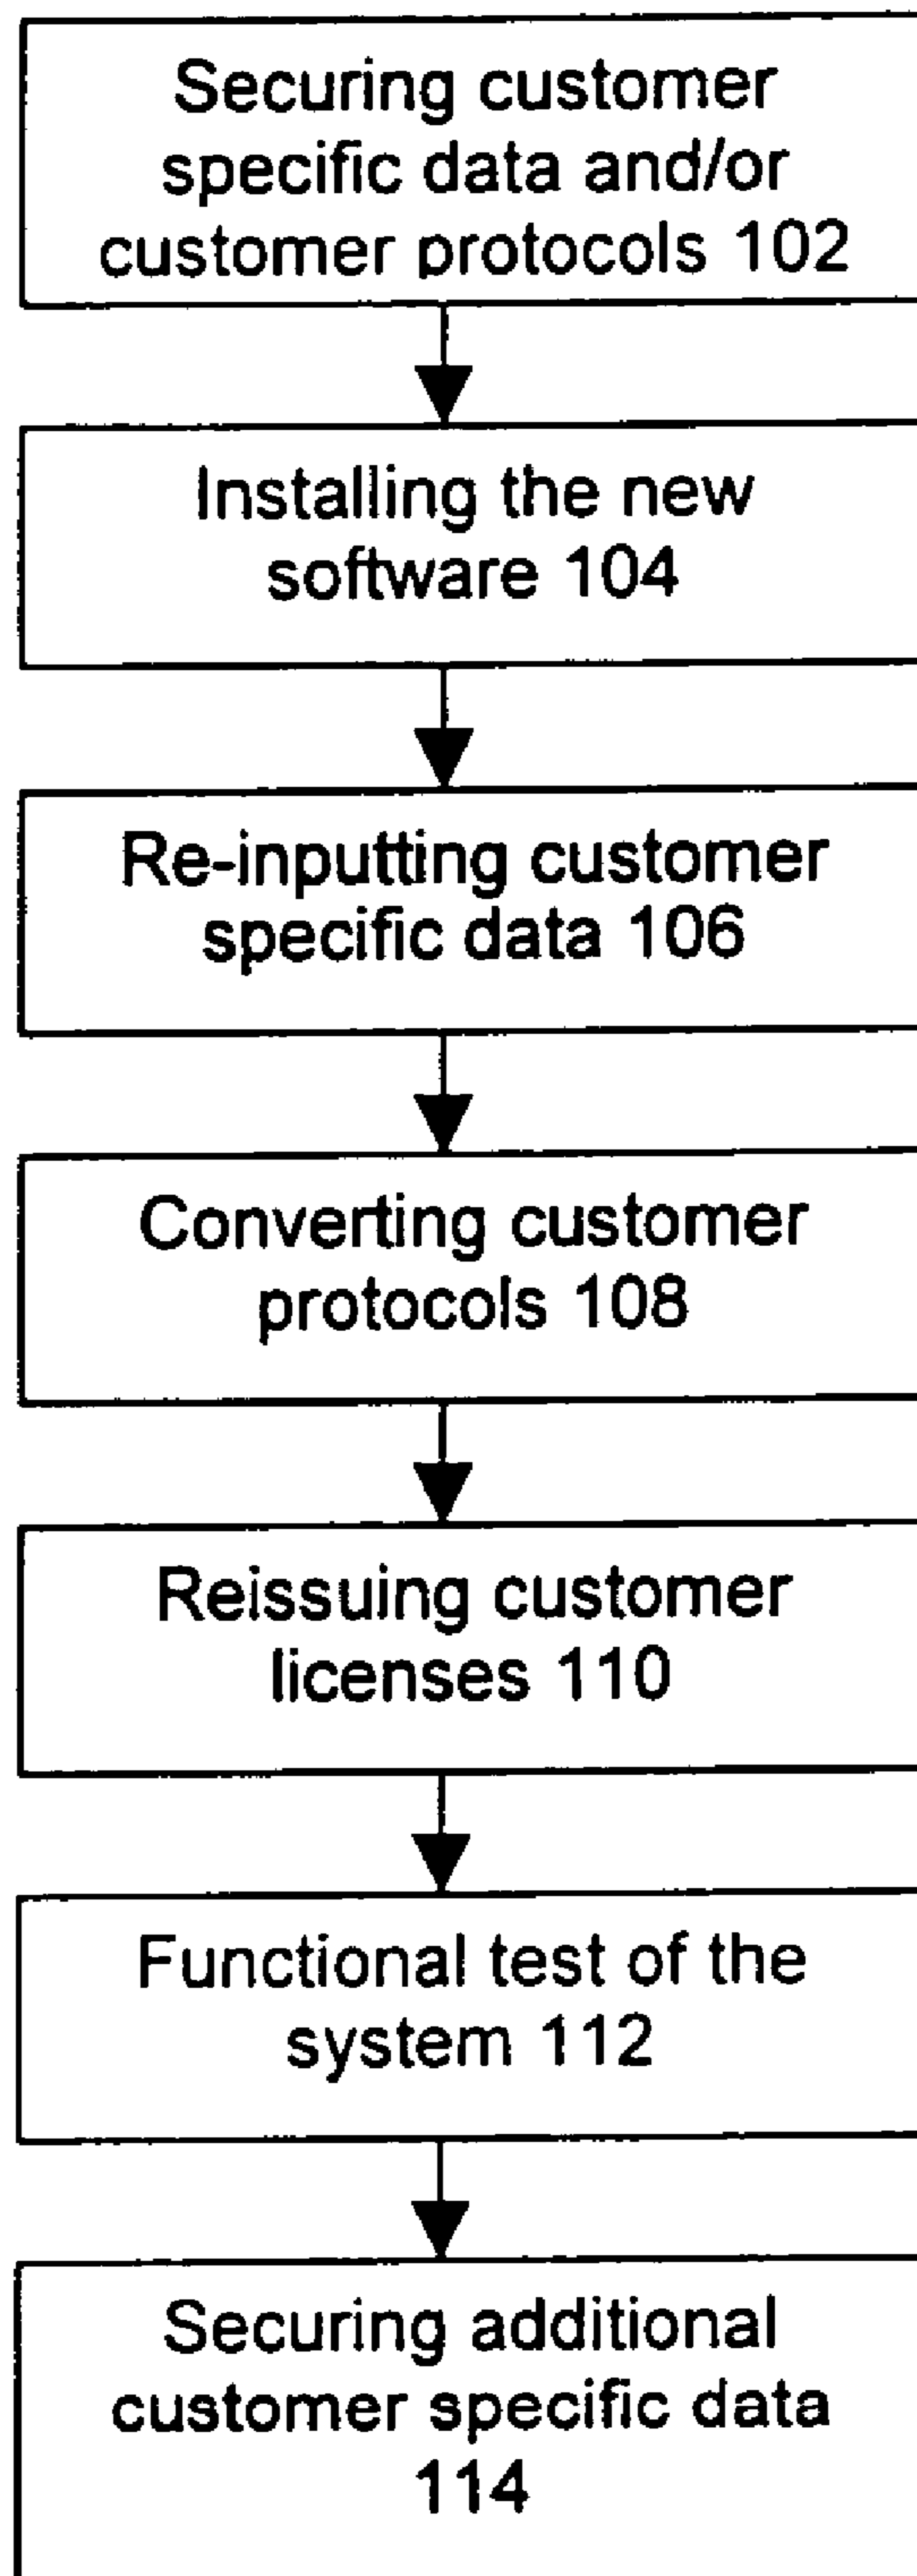 Securing customer
specific data and/or
customer protocols 102
Installing the new
software 104
Re-inputting customer
specific data 106
Converting customer
protocols 108
Reissuing customer
licenses 110
Functional test of the
system 112
Securing additional
customer specific data
114